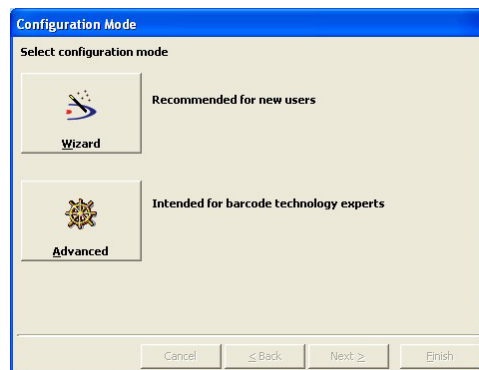 Configuration Mode
Select configuration mode
Recommended for new users
Wizard
Intended for barcode technology experts
Advanced
Cancel
< Back
Next >
Finish